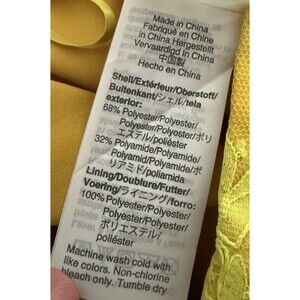 Made in China
Fabriqué en Chine
In China Hergestellt
Vervaardigd in China
中国製
Hecho en China
Shell/Extérieur/Oberstoff/
Buitenkant/シェル/tela
exterior:
68% Polyester/Polyester/
Polyester/Polyester/ポリ
エステル/poliéster
32% Polyamide/Polyamide/
Polyamid/Polyamide/ポリ
アミド/poliamida
Lining/Doublure/Futter/
Voering/ライニング/forro:
100% Polyester/Polyester/
Polyester/Polyester/
ポリエステル/
poliéster
Machine wash cold with
like colors. Non-chlorine
bleach only. Tumble dry